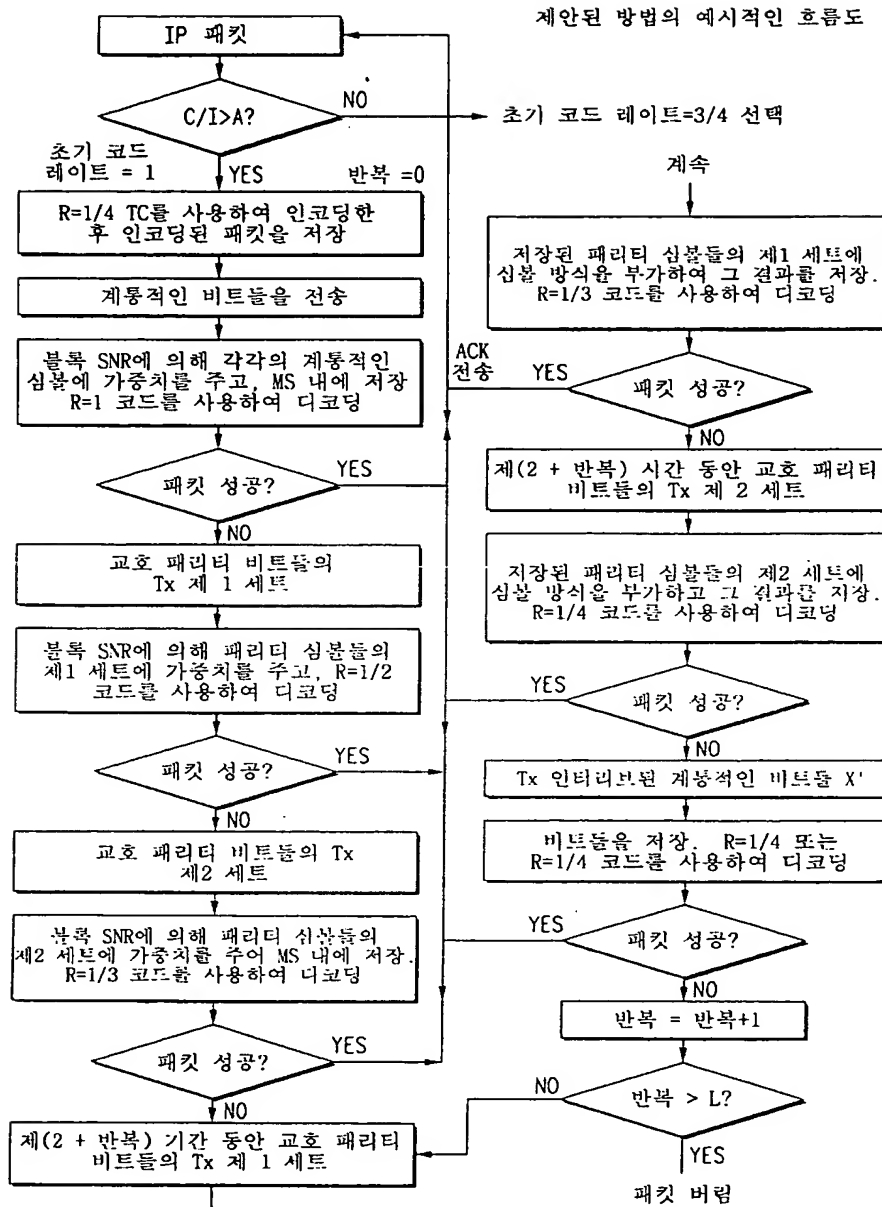 제안된 방법의 예시적인 흐름도
IP 패킷
C/I>A?
NO
초기 코드 레이트=3/4 선택
초기 코드
레이트 = 1
YES
반복 =0
R=1/4 TC를 사용하여 인코딩한
후 인코딩된 패킷을 저장
계통적인 비트들을 전송
블록 SNR에 의해 각각의 계통적인
심볼에 가중치를 주고, MS 내에 저장
R=1 코드를 사용하여 디코딩
패킷 성공?
YES
NO
교호 패리티 비트들의
Tx 제 1 세트
블록 SNR에 의해 패리티 심볼들의
제1 세트에 가중치를 주고, R=1/2
코드를 사용하여 디코딩
패킷 성공?
YES
NO
교호 패리티 비트들의 Tx
제2 세트
블록 SNR에 의해 패리티 심볼들의
제2 세트에 가중치를 주어 MS 내에 저장.
R=1/3 코드를 사용하여 디코딩
패킷 성공?
YES
NO
제(2 + 반복) 기간 동안 교호 패리티
비트들의 Tx 제 1 세트
계속
저장된 패리티 심볼들의 제1 세트에
심볼 방식을 부가하여 그 결과를 저장.
R=1/3 코드를 사용하여 디코딩
ACK
전송
YES
패킷 성공?
NO
제(2 + 반복) 시간 동안 교호 패리티
비트들의 Tx 제 2 세트
저장된 패리티 심볼들의 제2 세트에
심볼 방식을 부가하고 그 결과를 저장.
R=1/4 코드를 사용하여 디코딩
YES
패킷 성공?
NO
Tx 인터리브된 계통적인 비트들 X'
비트들을 저장. R=1/4 또는
R=1/4 코드를 사용하여 디코딩
YES
패킷 성공?
NO
반복 = 반복+1
NO
반복 > L?
YES
패킷 버림